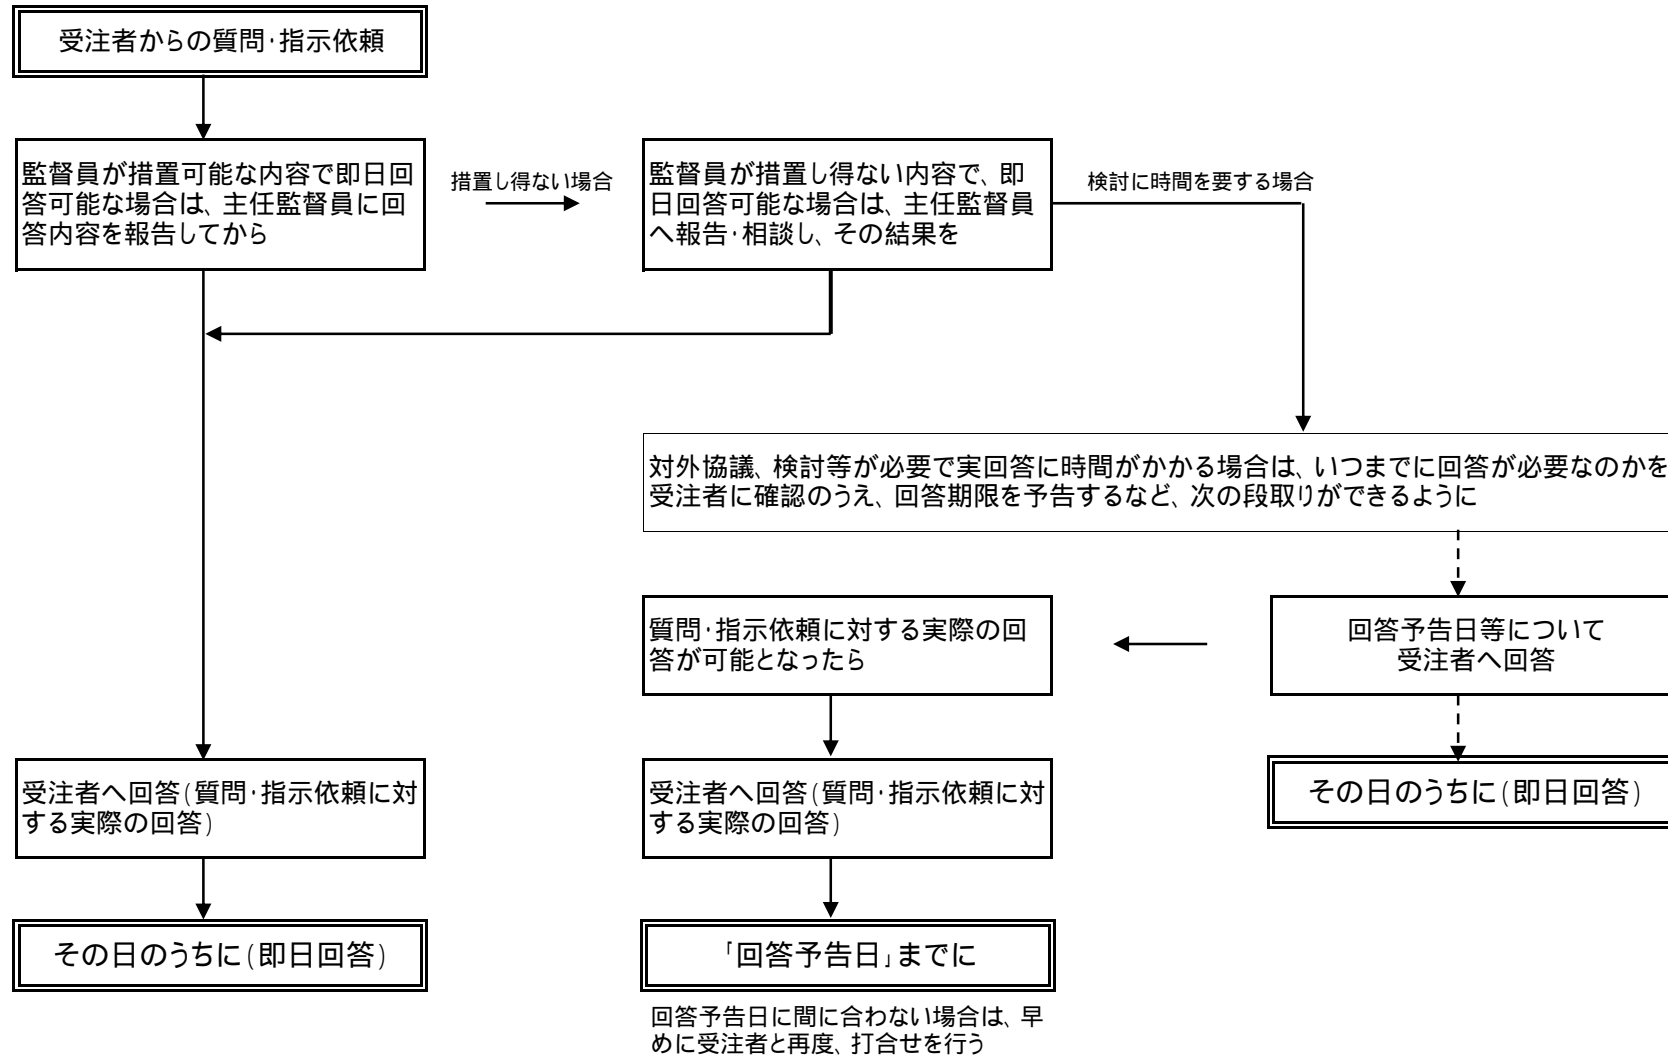 受注者からの質問・指示依頼
監督員が措置可能な内容で即日回
答可能な場合は、主任監督員に回
答内容を報告してから
措置し得ない場合
監督員が措置し得ない内容で、即
日回答可能な場合は、主任監督員
へ報告・相談し、その結果を
検討に時間を要する場合
対外協議、検討等が必要で実回答に時間がかかる場合は、いつまでに回答が必要なのかを
受注者に確認のうえ、回答期限を予告するなど、次の段取りができるように
質問・指示依頼に対する実際の回
答が可能となったら
回答予告日等について
受注者へ回答
受注者へ回答(質問・指示依頼に対
する実際の回答)
受注者へ回答(質問・指示依頼に対
する実際の回答)
その日のうちに(即日回答)
その日のうちに(即日回答)
「回答予告日」までに
回答予告日に間に合わない場合は、早
めに受注者と再度、打合せを行う